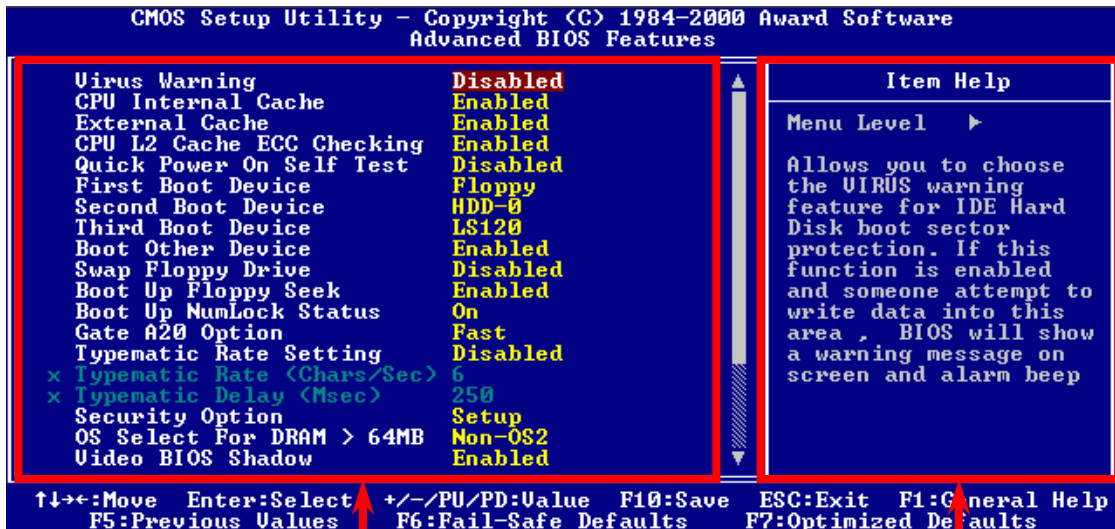 CMOS Setup Utility - Copyright (C) 1984-2000 Award Software
Advanced BIOS Features
Virus Warning Disabled
CPU Internal Cache Enabled
External Cache Enabled
CPU L2 Cache ECC Checking Enabled
Quick Power On Self Test Disabled
First Boot Device Floppy
Second Boot Device HDD-0
Third Boot Device LS120
Boot Other Device Enabled
Swap Floppy Drive Disabled
Boot Up Floppy Seek Enabled
Boot Up NumLock Status On
Gate A20 Option Fast
Typematic Rate Setting Disabled
x Typematic Rate (Chars/Sec) 6
x Typematic Delay (Msec) 250
Security Option Setup
OS Select For DRAM > 64MB Non-OS2
Video BIOS Shadow Enabled
Item Help
Menu Level ►
Allows you to choose
the VIRUS warning
feature for IDE Hard
Disk boot sector
protection. If this
function is enabled
and someone attempt to
write data into this
area , BIOS will show
a warning message on
screen and alarm beep
↑↓→←:Move Enter:Select +/-/PU/PD:Value F10:Save ESC:Exit F1:General Help
F5:Previous Values F6:Fail-Safe Defaults F7:Optimized Defaults